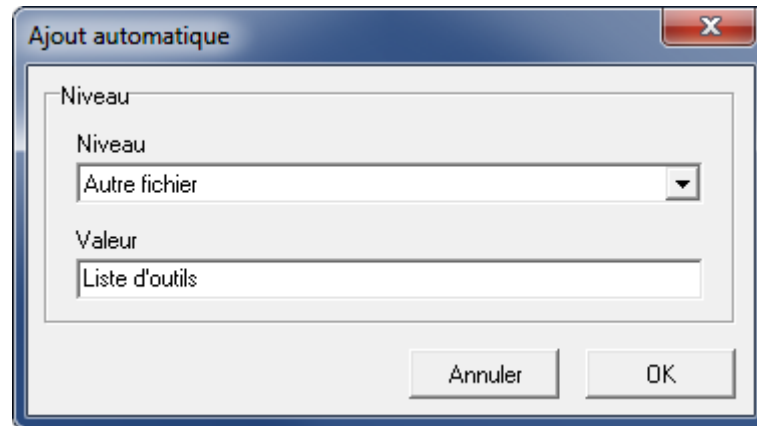 Ajout automatique
Niveau
Niveau
Autre fichier
Valeur
Liste d'outils
Annuler OK